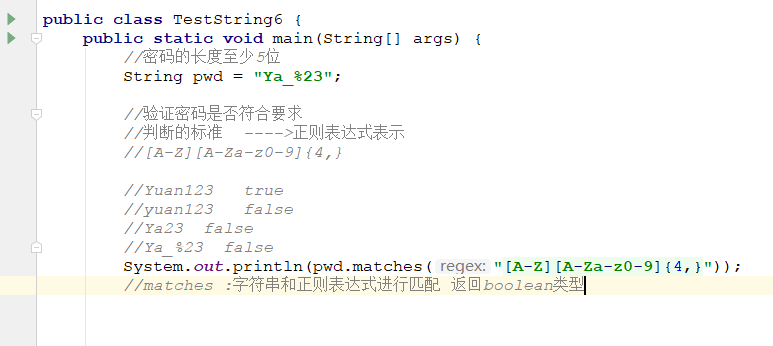 public class TestString6 {
public static void main(String[] args) {
//密码的长度至少5位
String pwd = "Ya_%23";
//验证密码是否符合要求
//判断的标准  ---->正则表达式表示
//[A-Z][A-Za-z0-9]{4,}
//Yuan123   true
//yuan123   false
//Ya23  false
//Ya_%23  false
System.out.println(pwd.matches( regex: "[A-Z][A-Za-z0-9]{4,}"));
//matches :字符串和正则表达式进行匹配 返回boolean类型